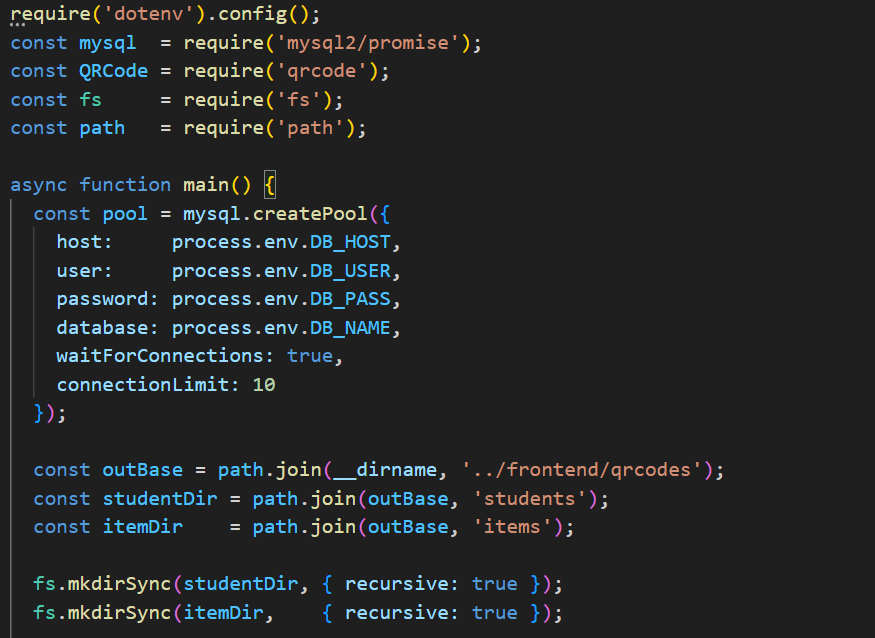 require('dotenv').config();
const mysql  = require('mysql2/promise');
const QRCode = require('qrcode');
const fs     = require('fs');
const path   = require('path');

async function main() {
  const pool = mysql.createPool({
    host:     process.env.DB_HOST,
    user:     process.env.DB_USER,
    password: process.env.DB_PASS,
    database: process.env.DB_NAME,
    waitForConnections: true,
    connectionLimit: 10
  });

  const outBase = path.join(__dirname, '../frontend/qrcodes');
  const studentDir = path.join(outBase, 'students');
  const itemDir    = path.join(outBase, 'items');

  fs.mkdirSync(studentDir, { recursive: true });
  fs.mkdirSync(itemDir,    { recursive: true });